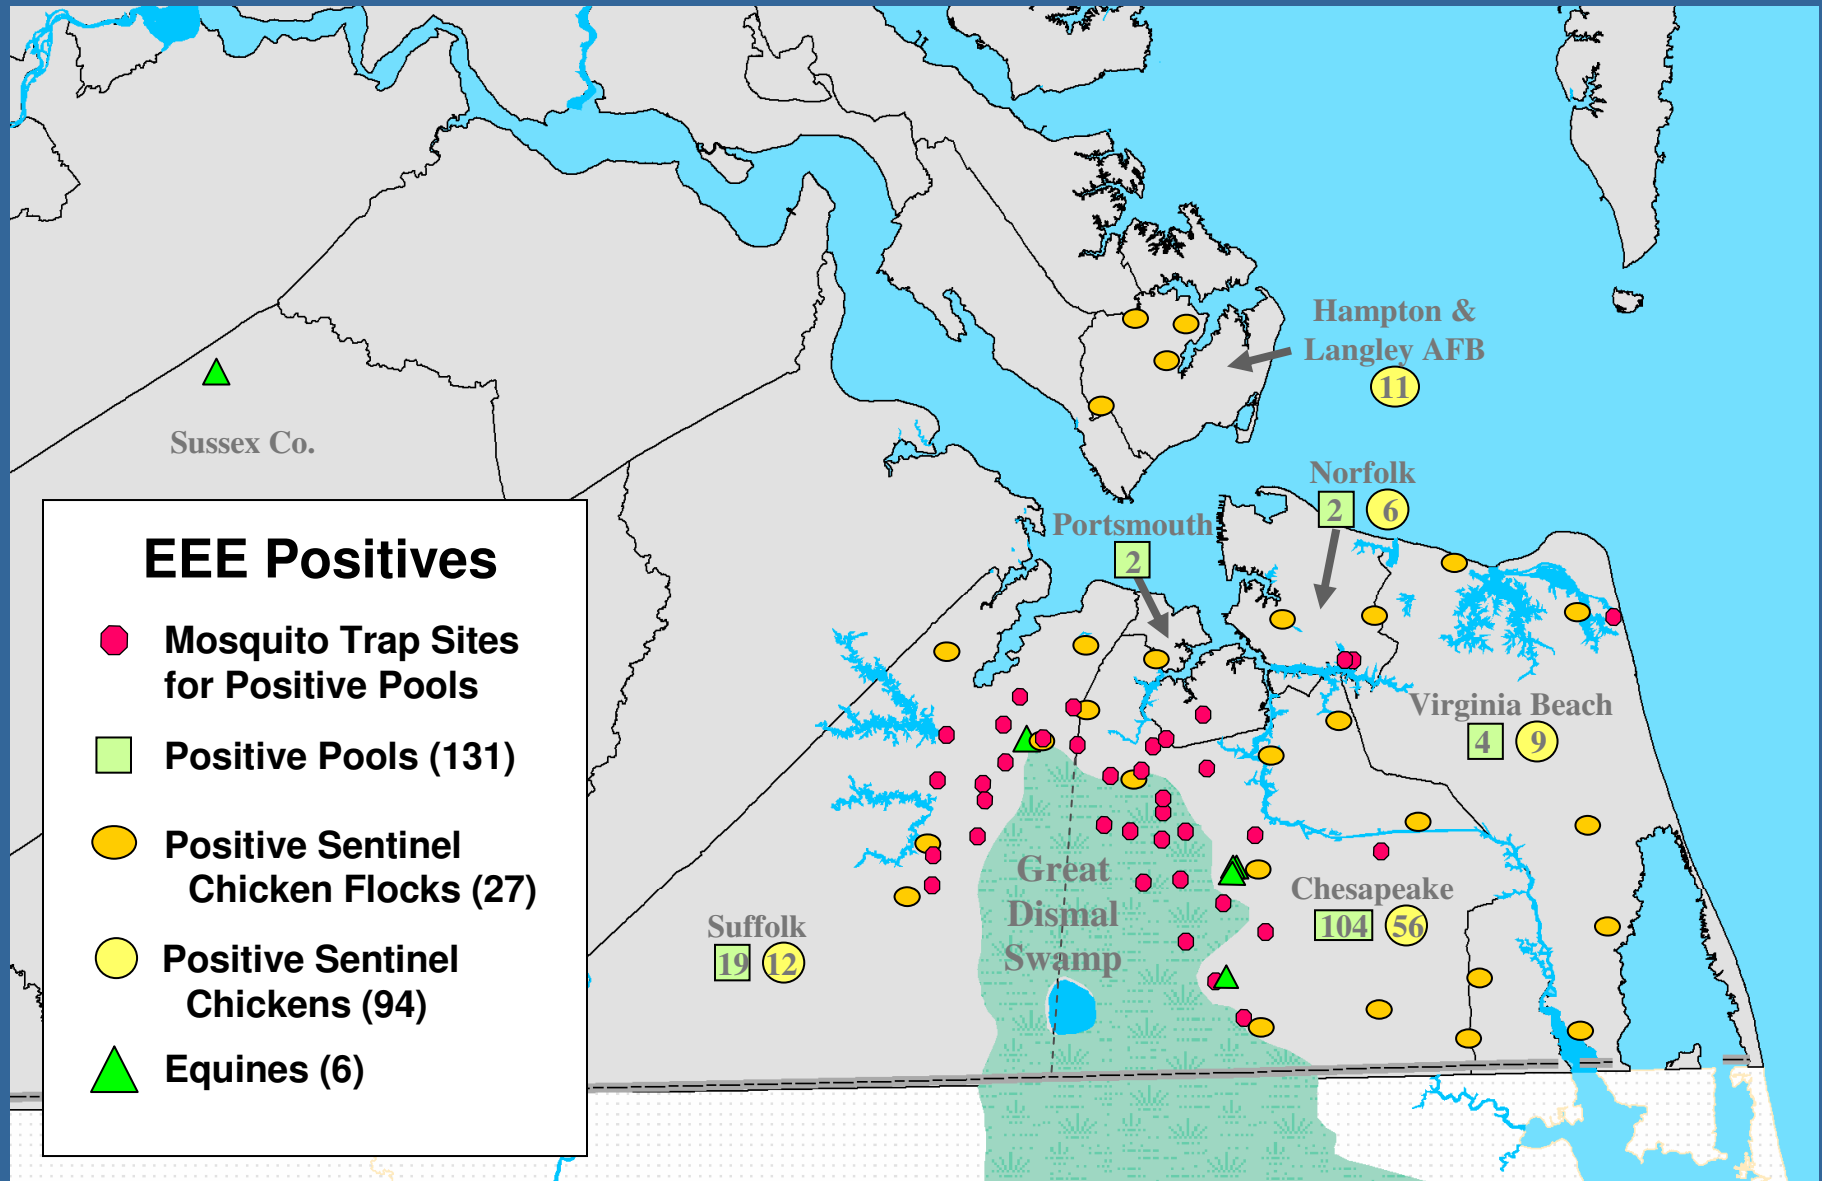 Hampton &
Langley AFB
11
Sussex Co.
Norfolk
2 6
Portsmouth
2
EEE Positives
Mosquito Trap Sites
for Positive Pools
Positive Pools (131)
Positive Sentinel
Chicken Flocks (27)
Positive Sentinel
Chickens (94)
Equines (6)
Virginia Beach
4 9
Great
Dismal
Swamp
Chesapeake
104 56
Suffolk
19 12